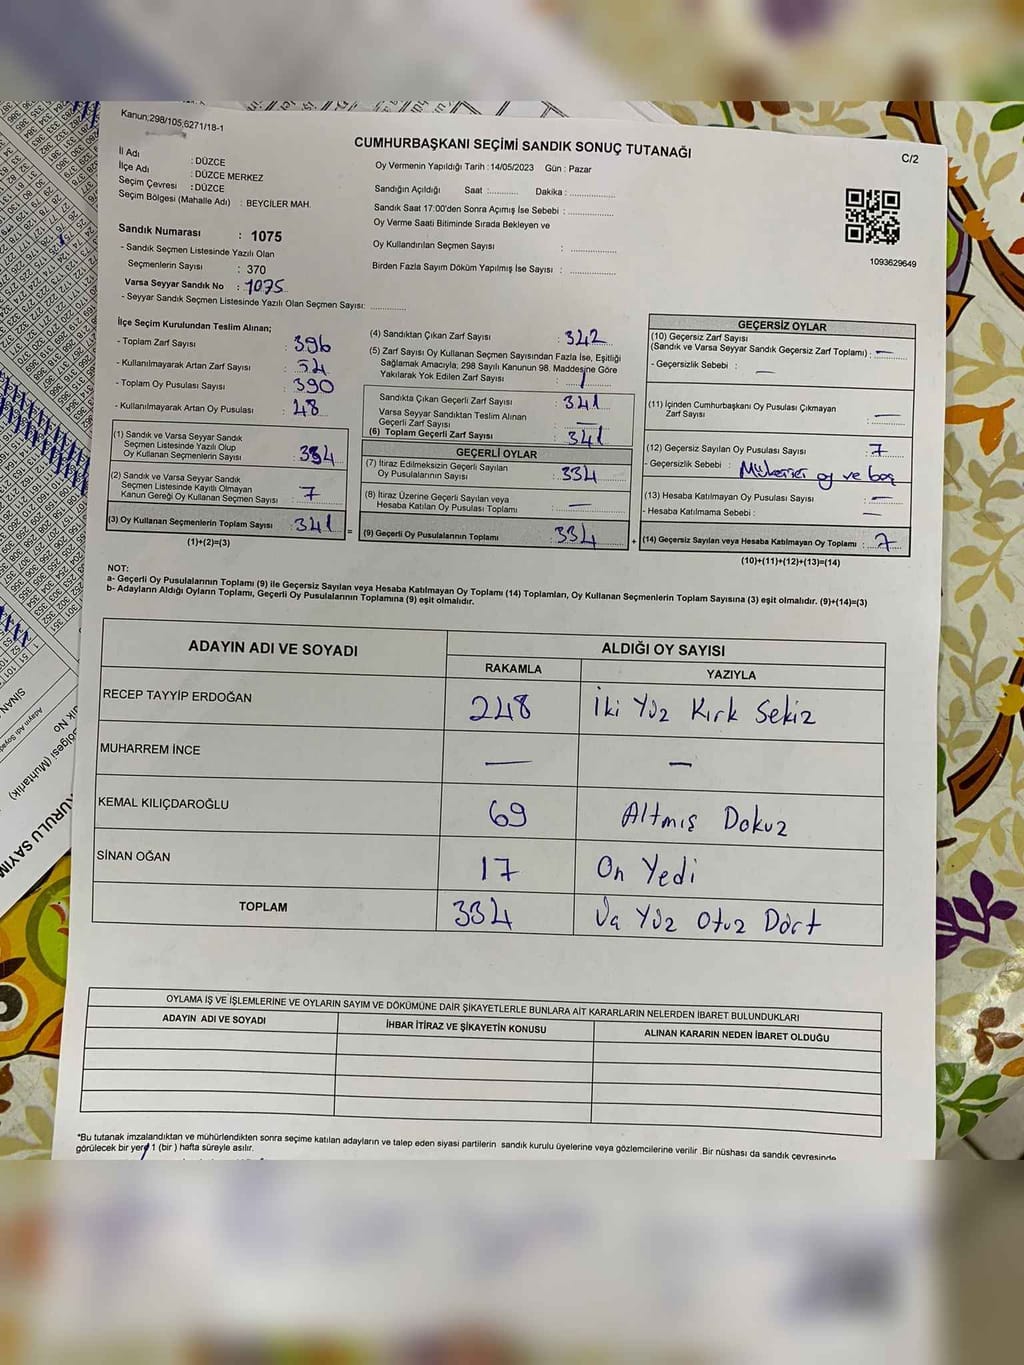 Kanun;298/105,6271/18-1
CUMHURBAŞKANI SEÇİMİ SANDIK SONUÇ TUTANAĞI
C/2
İl Adı : DÜZCE
İlçe Adı : DÜZCE MERKEZ
Seçim Çevresi : DÜZCE
Seçim Bölgesi (Mahalle Adı) : BEYCİLER MAH.
Oy Vermenin Yapıldığı Tarih : 14/05/2023 Gün : Pazar
Sandığın Açıldığı Saat :........... Dakika :................
Sandık Saat 17:00'den Sonra Açımış İse Sebebi :................
Oy Verme Saati Bitiminde Sırada Bekleyen ve
Oy Kullandırılan Seçmen Sayısı :................
Birden Fazla Sayım Döküm Yapılmış İse Sayısı :................
1093629649
Sandık Numarası : 1075
- Sandık Seçmen Listesinde Yazılı Olan
Seçmenlerin Sayısı : 370
Varsa Seyyar Sandık No : 1075
- Seyyar Sandık Seçmen Listesinde Yazılı Olan Seçmen Sayısı: ............
İlçe Seçim Kurulundan Teslim Alınan;
- Toplam Zarf Sayısı : 396
- Kullanılmayarak Artan Zarf Sayısı : 54
- Toplam Oy Pusulası Sayısı : 390
- Kullanılmayarak Artan Oy Pusulası : 48
(1) Sandık ve Varsa Seyyar Sandık
Seçmen Listesinde Yazılı Olup
Oy Kullanan Seçmenlerin Sayısı : 334
(2) Sandık ve Varsa Seyyar Sandık
Seçmen Listesinde Kayıtlı Olmayan
Kanun Gereği Oy Kullanan Seçmen Sayısı : 7
(3) Oy Kullanan Seçmenlerin Toplam Sayısı : 341 =
(1)+(2)=(3)
(4) Sandıktan Çıkan Zarf Sayısı : 342
(5) Zarf Sayısı Oy Kullanan Seçmen Sayısından Fazla İse, Eşitliği
Sağlamak Amacıyla, 298 Sayılı Kanunun 98. Maddesine Göre
Yakılarak Yok Edilen Zarf Sayısı : 1
Sandıkta Çıkan Geçerli Zarf Sayısı : 341
Varsa Seyyar Sandıktan Teslim Alınan
Geçerli Zarf Sayısı : —
(6) Toplam Geçerli Zarf Sayısı : 341
GEÇERLİ OYLAR
(7) İtiraz Edilmeksizin Geçerli Sayılan
Oy Pusulalarının Sayısı : 334
(8) İtiraz Üzerine Geçerli Sayılan veya
Hesaba Katılan Oy Pusulası Toplamı : —
(9) Geçerli Oy Pusulalarının Toplamı : 334 +
GEÇERSİZ OYLAR
(10) Geçersiz Zarf Sayısı
(Sandık ve Varsa Seyyar Sandık Geçersiz Zarf Toplamı) : —
- Geçersizlik Sebebi : —
(11) İçinden Cumhurbaşkanı Oy Pusulası Çıkmayan
Zarf Sayısı : —
(12) Geçersiz Sayılan Oy Pusulası Sayısı : 7
- Geçersizlik Sebebi : Mükerrer oy ve boş
(13) Hesaba Katılmayan Oy Pusulası Sayısı : —
- Hesaba Katılmama Sebebi : —
(14) Geçersiz Sayılan veya Hesaba Katılmayan Oy Toplamı : 7
(10)+(11)+(12)+(13)=(14)
NOT:
a- Geçerli Oy Pusulalarının Toplamı (9) ile Geçersiz Sayılan veya Hesaba Katılmayan Oy Toplamı (14) Toplamları, Oy Kullanan Seçmenlerin Toplam Sayısına (3) eşit olmalıdır. (9)+(14)=(3)
b- Adayların Aldığı Oyların Toplamı, Geçerli Oy Pusulalarının Toplamına (9) eşit olmalıdır.
ADAYIN ADI VE SOYADI ALDIĞI OY SAYISI
RAKAMLA YAZIYLA
RECEP TAYYİP ERDOĞAN 248 İki Yüz Kırk Sekiz
MUHARREM İNCE — —
KEMAL KILIÇDAROĞLU 69 Altmış Dokuz
SİNAN OĞAN 17 On Yedi
TOPLAM 334 Yüz Otuz Dört
OYLAMA İŞ VE İŞLEMLERİNE VE OYLARIN SAYIM VE DÖKÜMÜNE DAİR ŞİKAYETLERLE BUNLARA AİT KARARLARIN NELERDEN İBARET BULUNDUKLARI
ADAYIN ADI VE SOYADI İHBAR İTİRAZ VE ŞİKAYETİN KONUSU ALINAN KARARIN NEDEN İBARET OLDUĞU
*Bu tutanak imzalandıktan ve mühürlendikten sonra seçime katılan adayların ve talep eden siyasi partilerin sandık kurulu üyelerine veya gözlemcilerine verilir .Bir nüshası da sandık çevresinde
görülecek bir yere 1 (bir ) hafta süreyle asılır.